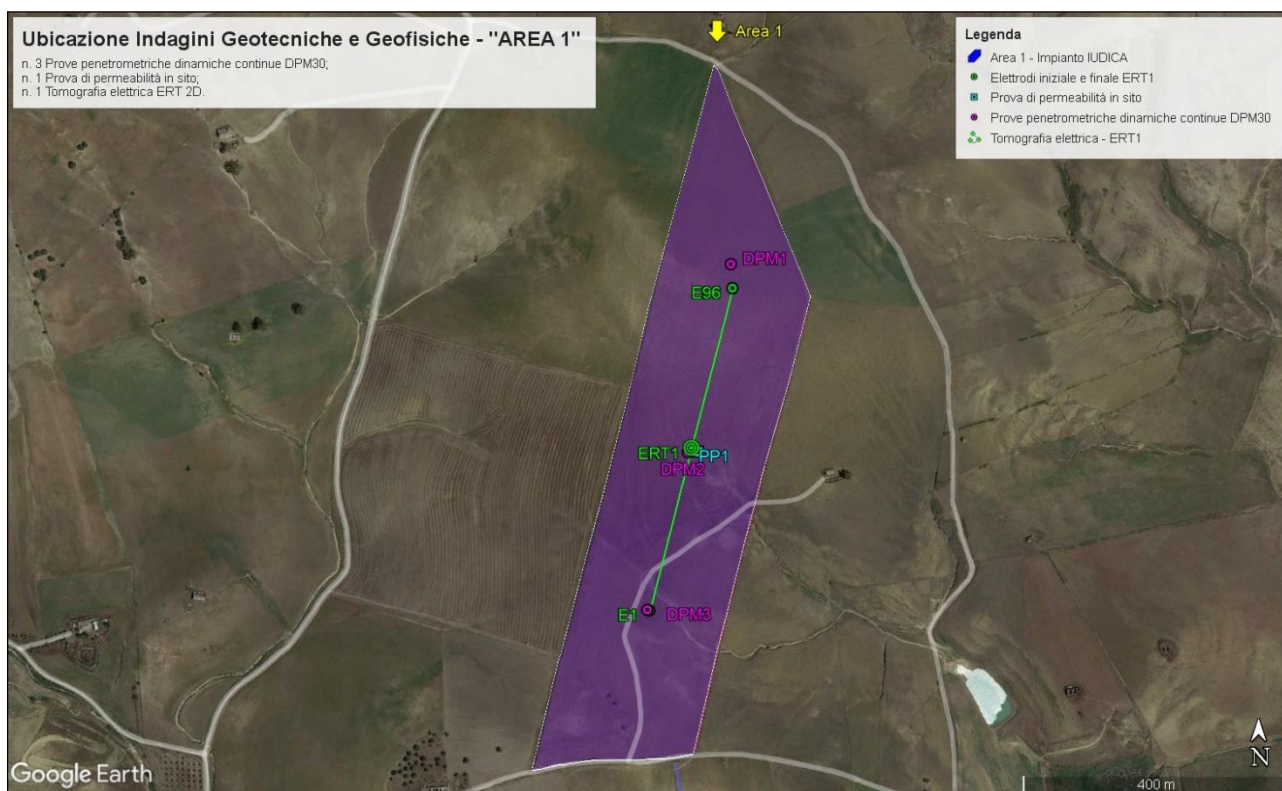 Ubicazione Indagini Geotecniche e Geofisiche - "AREA 1"
n. 3 Prove penetrometriche dinamiche continue DPM30;
n. 1 Prova di permeabilità in sito;
n. 1 Tomografia elettrica ERT 2D.
Area 1
Legenda
Area 1 - Impianto IUDICA
Elettrodi iniziale e finale ERT1
Prova di permeabilità in sito
Prove penetrometriche dinamiche continue DPM30
Tomografia elettrica - ERT1
DPM1
E96
ERT1
PP1
DPM2
E1
DPM3
Google Earth
N
400 m